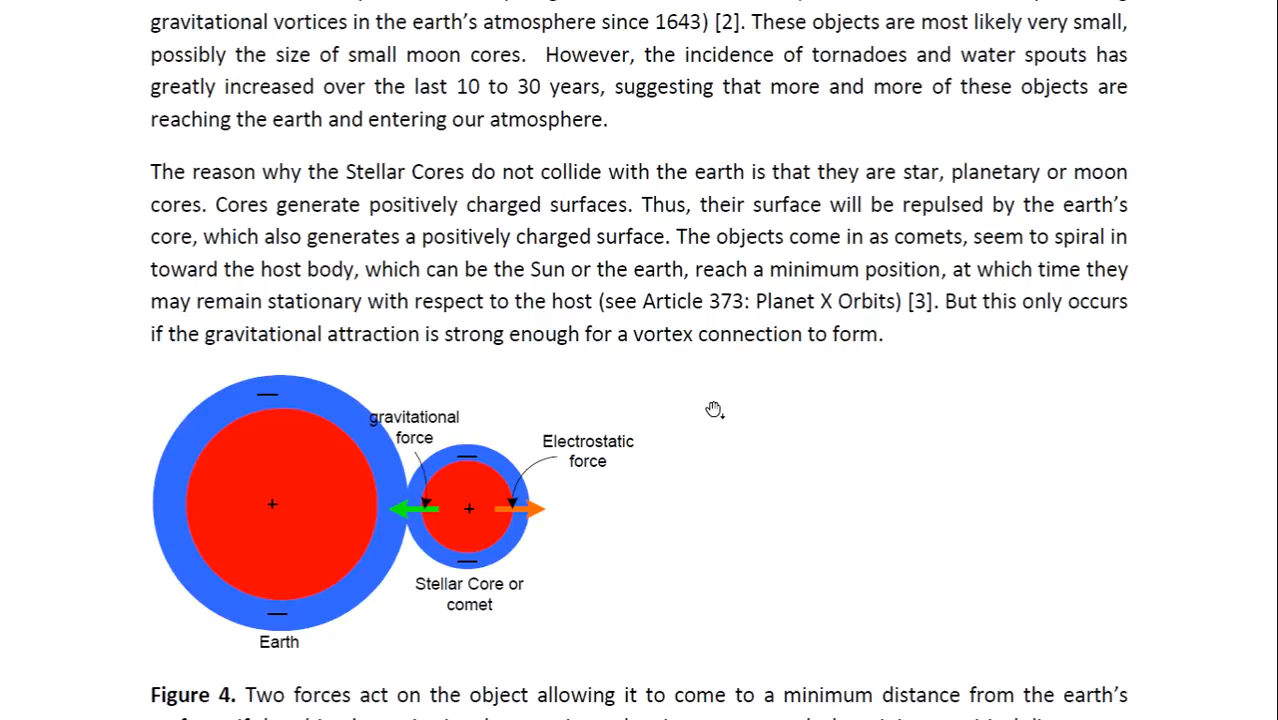 gravitational vortices in the earth's atmosphere since 1643) [2]. These objects are most likely very small,
possibly the size of small moon cores.  However, the incidence of tornadoes and water spouts has
greatly increased over the last 10 to 30 years, suggesting that more and more of these objects are
reaching the earth and entering our atmosphere.
The reason why the Stellar Cores do not collide with the earth is that they are star, planetary or moon
cores. Cores generate positively charged surfaces. Thus, their surface will be repulsed by the earth's
core, which also generates a positively charged surface. The objects come in as comets, seem to spiral in
toward the host body, which can be the Sun or the earth, reach a minimum position, at which time they
may remain stationary with respect to the host (see Article 373: Planet X Orbits) [3]. But this only occurs
if the gravitational attraction is strong enough for a vortex connection to form.
gravitational
force
Electrostatic
force
+
+
Stellar Core or
comet
Earth
Figure 4. Two forces act on the object allowing it to come to a minimum distance from the earth's